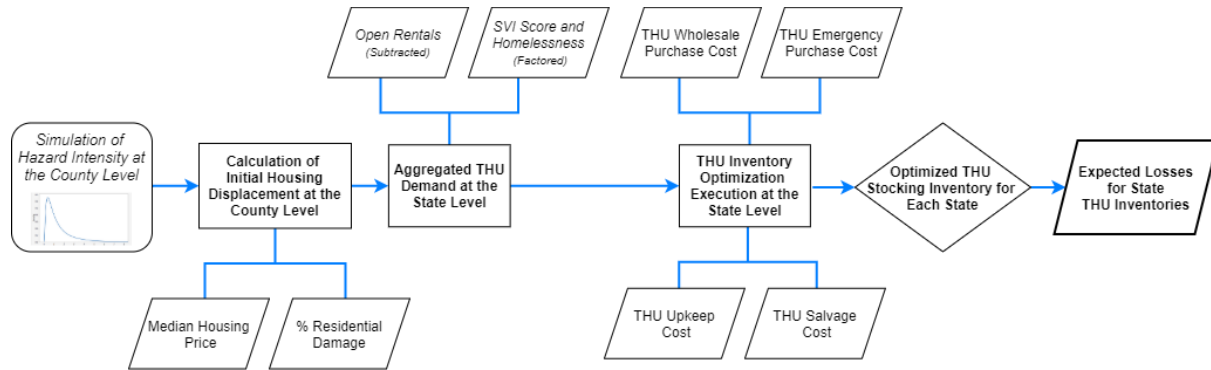 Open Rentals
(Subtracted)
SVI Score and
Homelessness
(Factored)
THU Wholesale
Purchase Cost
THU Emergency
Purchase Cost
Simulation of
Hazard Intensity at
the County Level
Calculation of
Initial Housing
Displacement at the
County Level
Aggregated THU
Demand at the
State Level
THU Inventory
Optimization
Execution at the
State Level
Optimized THU
Stocking Inventory for
Each State
Expected Losses
for State
THU Inventories
Median Housing
Price
% Residential
Damage
THU Upkeep
Cost
THU Salvage
Cost